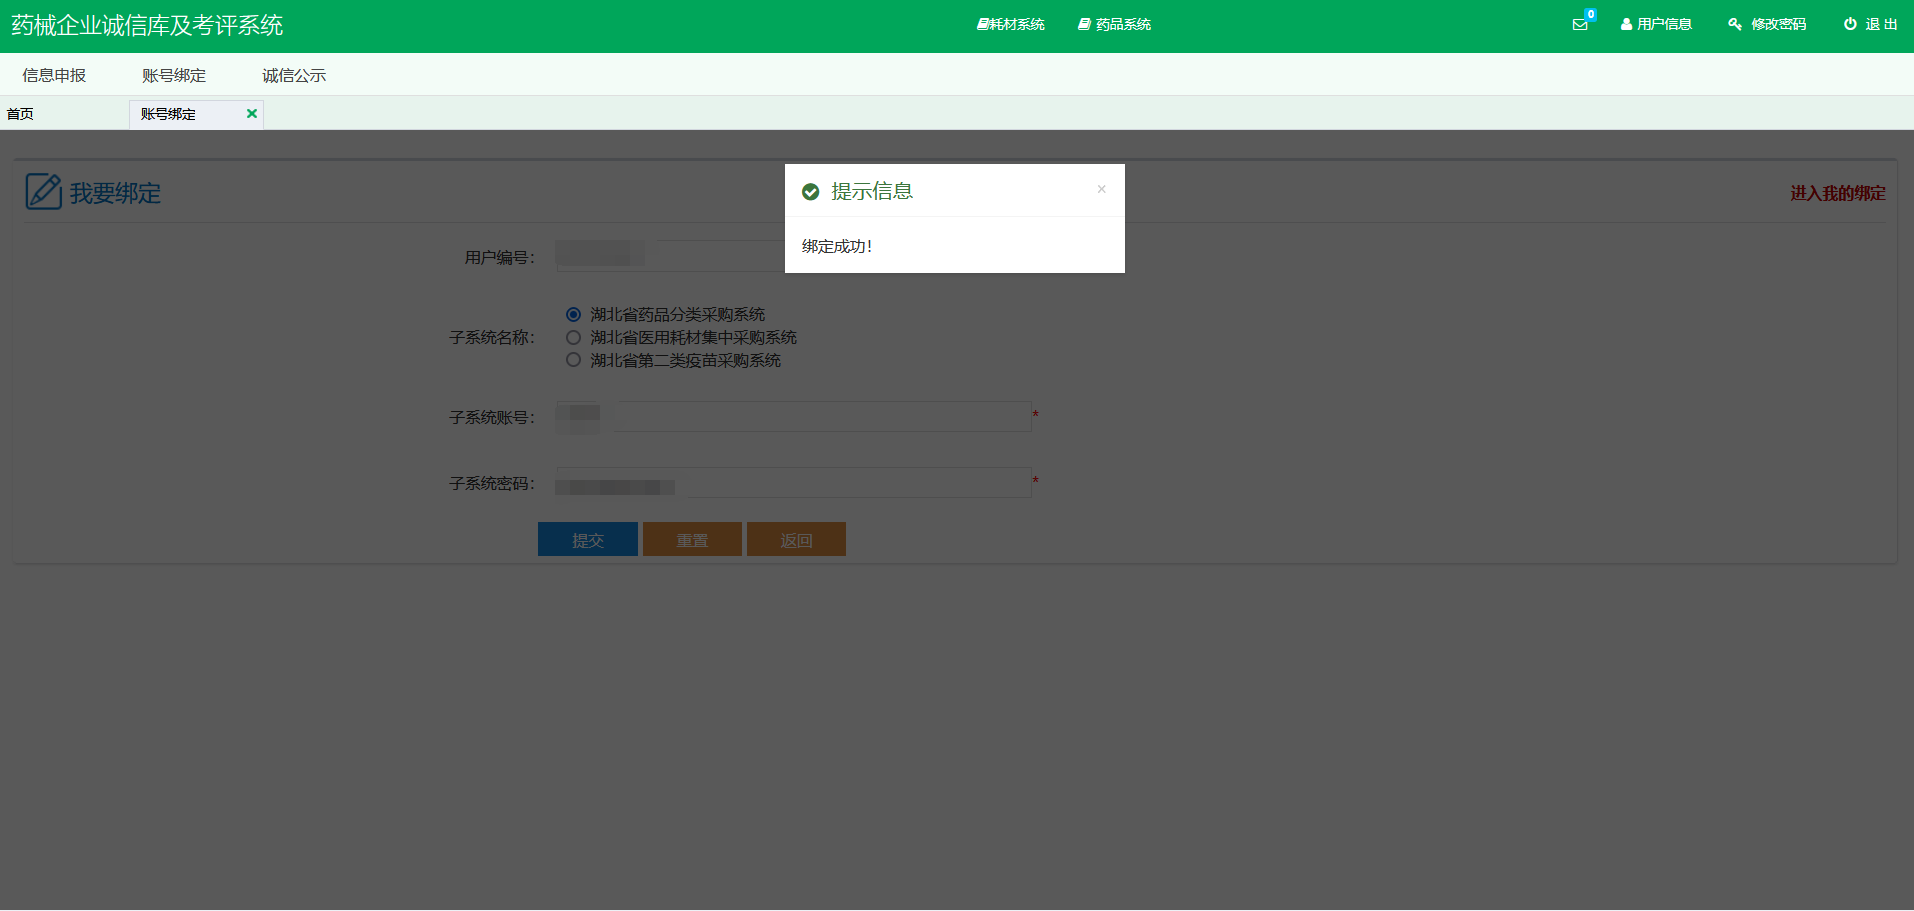 药械企业诚信库及考评系统
耗材系统
药品系统
0
用户信息
修改密码
退 出
信息申报
账号绑定
诚信公示
首页
账号绑定
我要绑定
进入我的绑定
提示信息
×
绑定成功!
用户编号:
子系统名称:
湖北省药品分类采购系统
湖北省医用耗材集中采购系统
湖北省第二类疫苗采购系统
子系统账号:
*
子系统密码:
*
提交
重置
返回